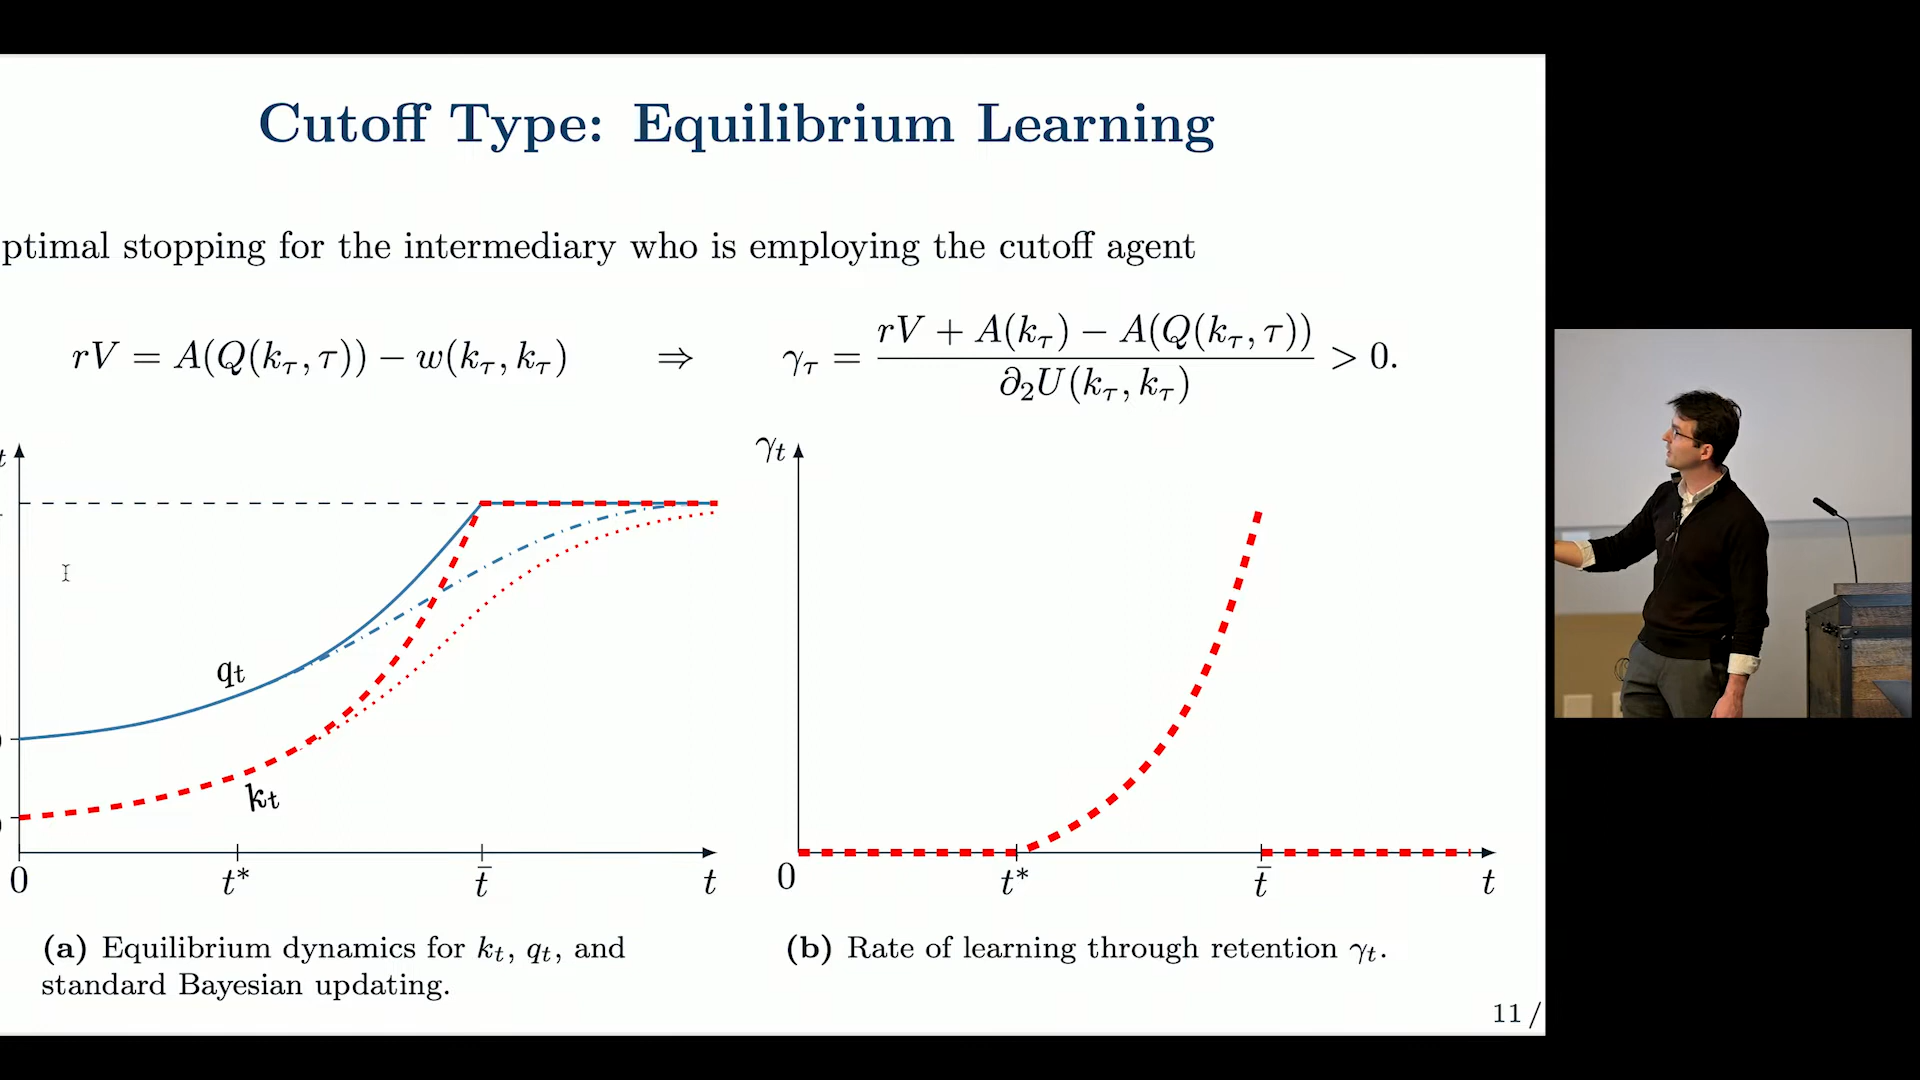 Cutoff Type: Equilibrium Learning
ptimal stopping for the intermediary who is employing the cutoff agent
rV = A(Q(k_τ, τ)) − w(k_τ, k_τ) ⇒ γ_τ = (rV + A(k_τ) − A(Q(k_τ, τ))) / (∂₂U(k_τ, k_τ)) > 0.
t
q_t
k_t
0 t* t̄ t
γ_t
0 t* t̄ t
(a) Equilibrium dynamics for k_t, q_t, and
standard Bayesian updating.
(b) Rate of learning through retention γ_t.
11 /